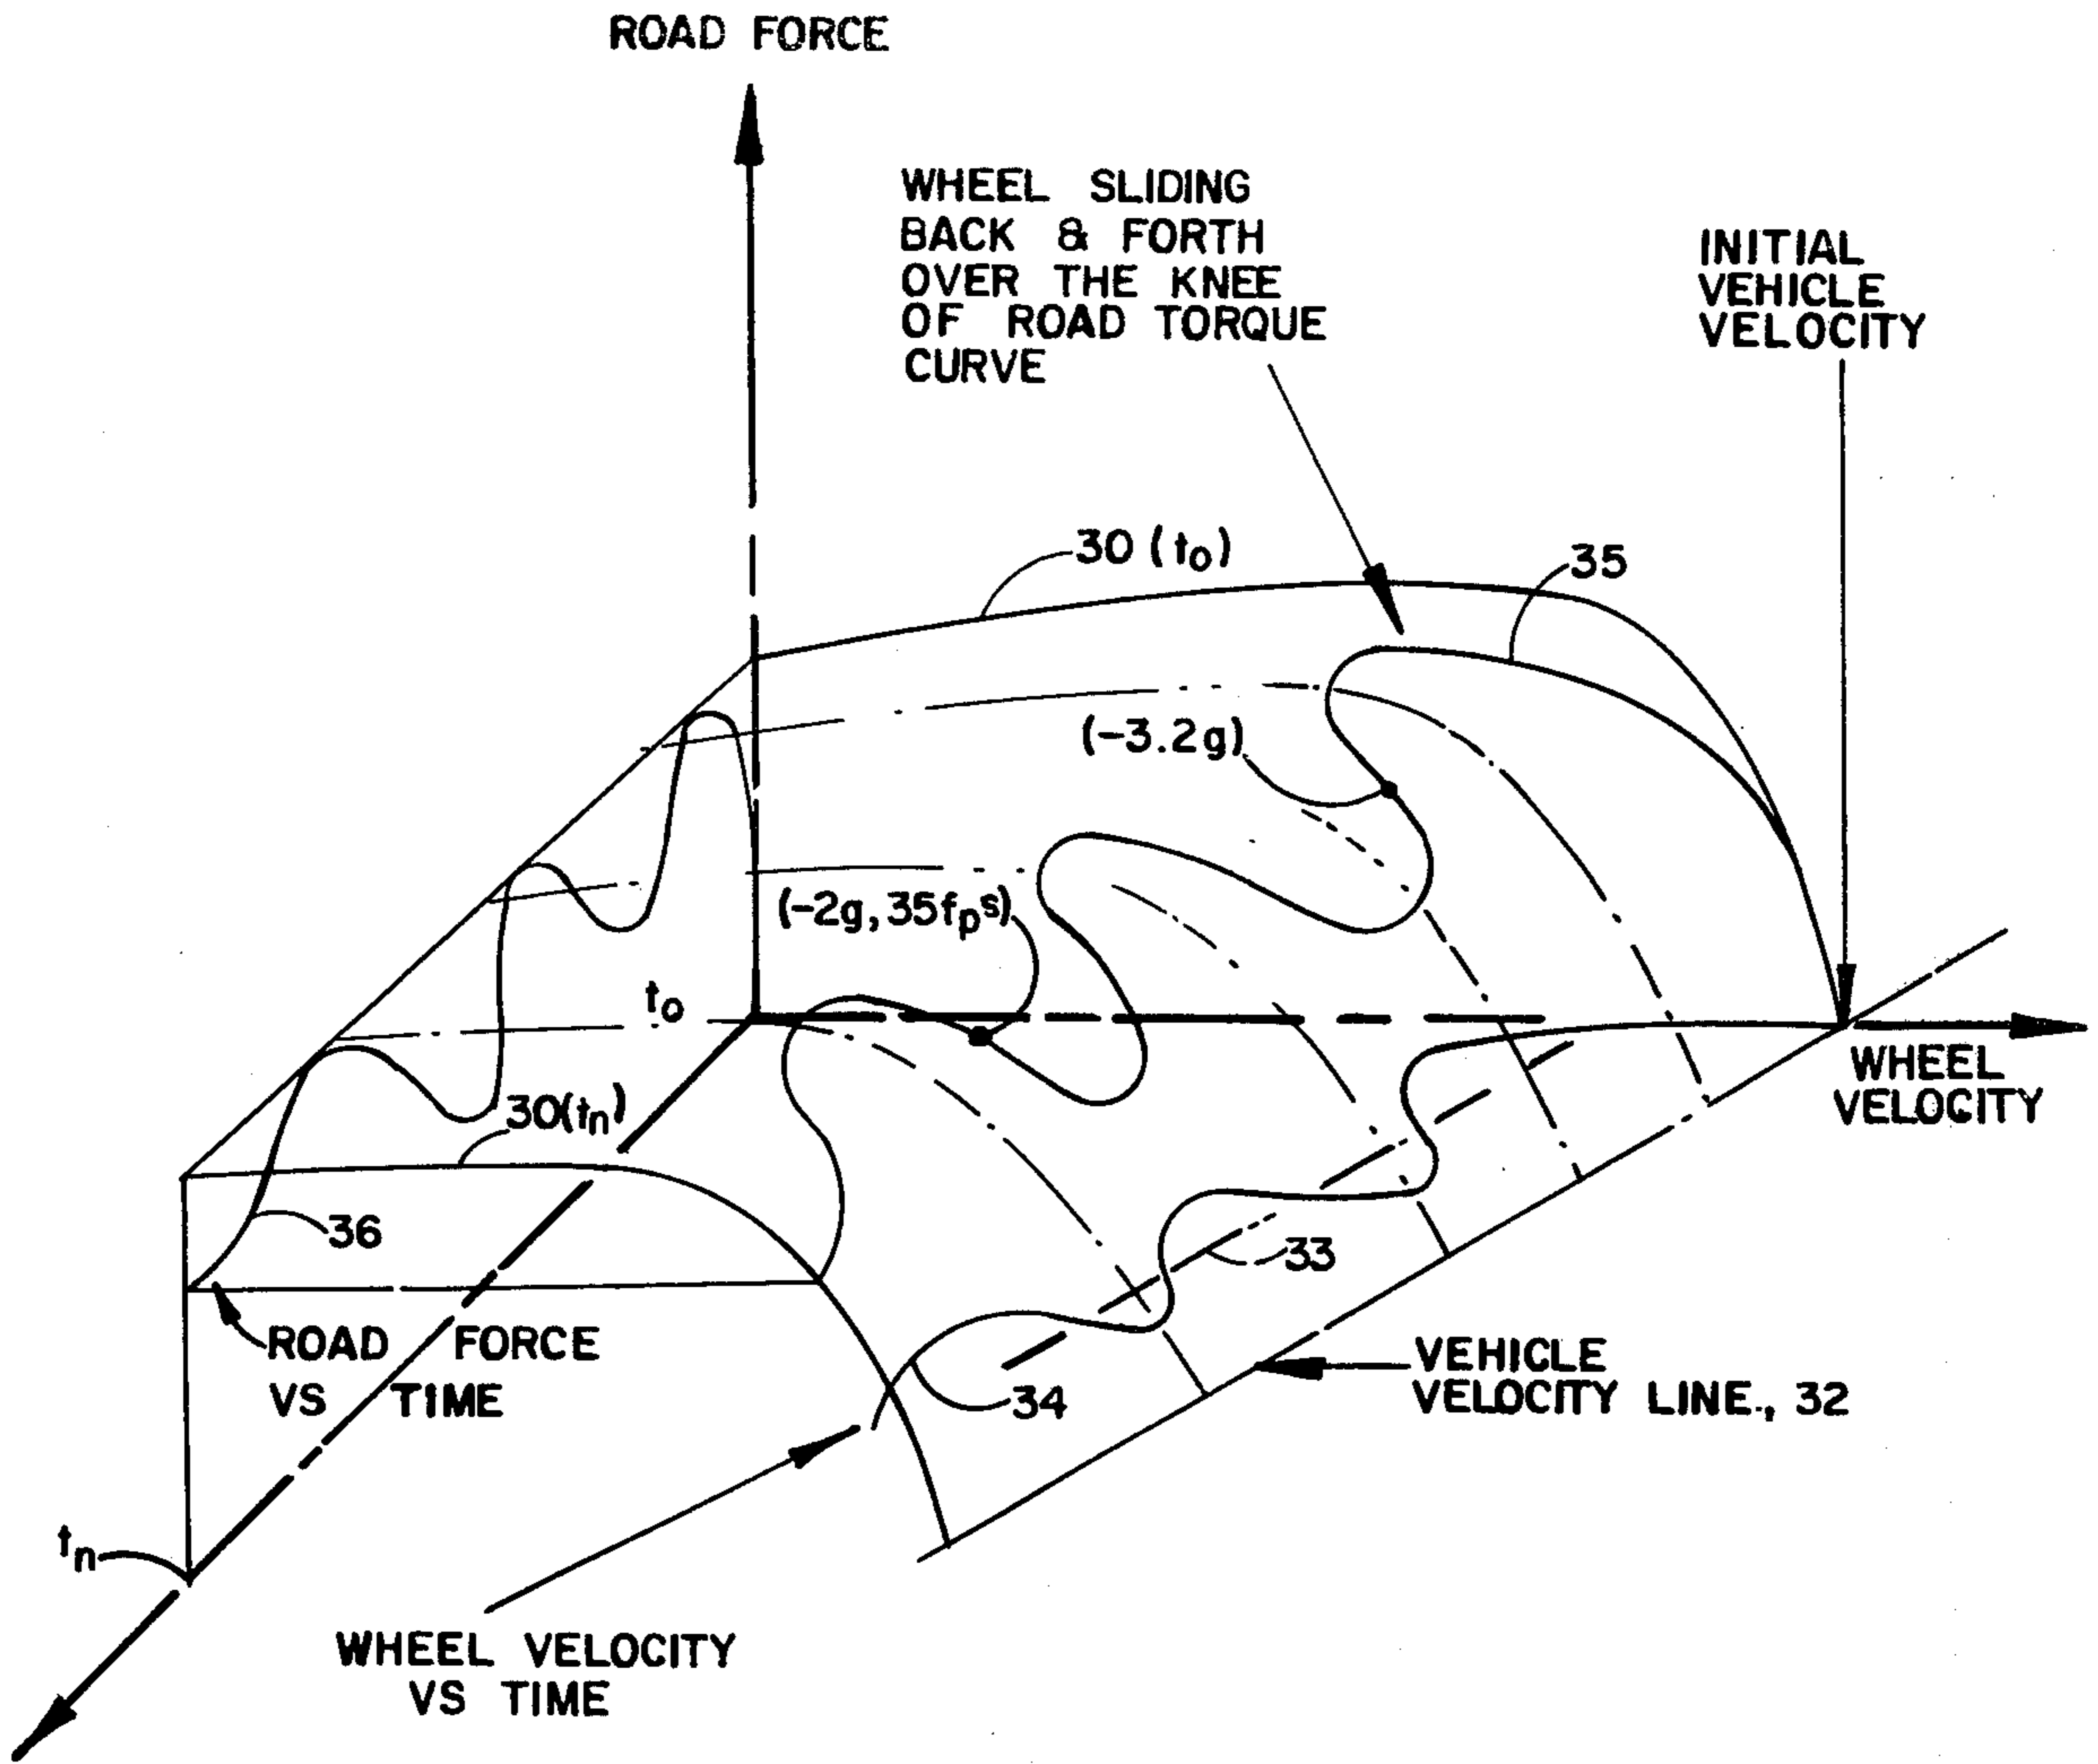 ROAD FORCE
WHEEL SLIDING
BACK & FORTH
OVER THE KNEE
OF ROAD TORQUE
CURVE
INITIAL
VEHICLE
VELOCITY
30 (t₀)
35
(-3.2g)
(-2g, 35fps)
t₀
WHEEL
VELOCITY
30(tₙ)
36
33
ROAD FORCE
VS TIME
34
VEHICLE
VELOCITY LINE., 32
tₙ
WHEEL VELOCITY
VS TIME